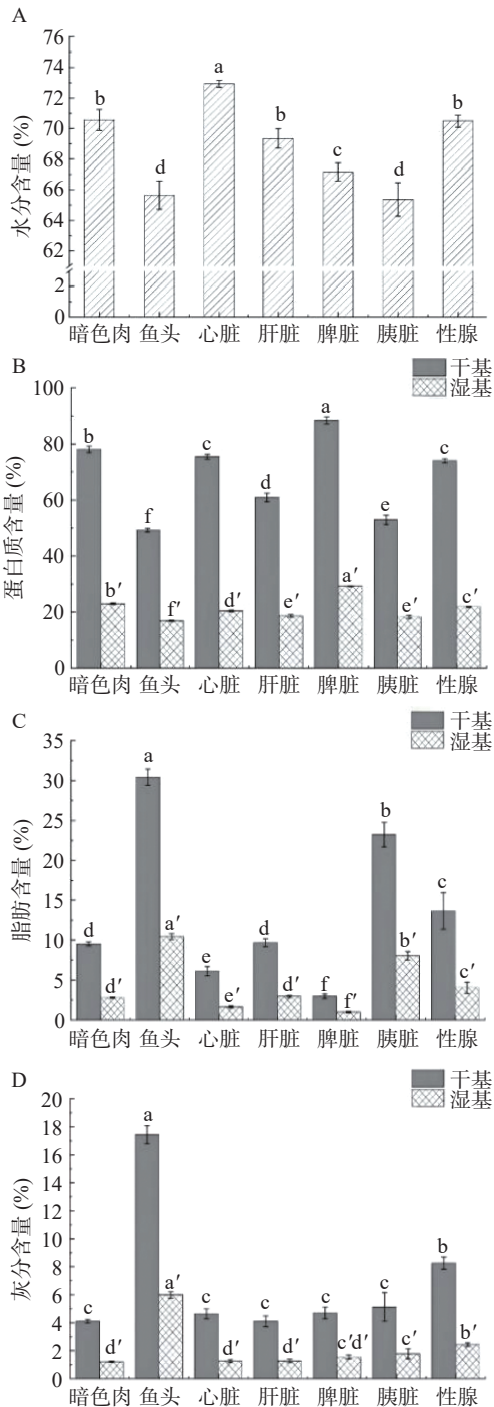 A
76
74
72
70
68
66
64
62
2
0
水分含量 (%)
b
d
a
b
c
d
b
暗色肉 鱼头 心脏 肝脏 脾脏 胰脏 性腺
B
干基
湿基
100
80
60
40
20
0
蛋白质含量 (%)
b
f
c
d
a
e
c
b′
f′
d′
e′
a′
e′
c′
暗色肉 鱼头 心脏 肝脏 脾脏 胰脏 性腺
C
干基
湿基
35
30
25
20
15
10
5
0
脂肪含量 (%)
d
a
e
d
f
b
c
d′
a′
e′
d′
f′
b′
c′
暗色肉 鱼头 心脏 肝脏 脾脏 胰脏 性腺
D
干基
湿基
20
18
16
14
12
10
8
6
4
2
0
灰分含量 (%)
c
a
c
c
c
c
b
d′
a′
d′
d′
c′d′
c′
b′
暗色肉 鱼头 心脏 肝脏 脾脏 胰脏 性腺